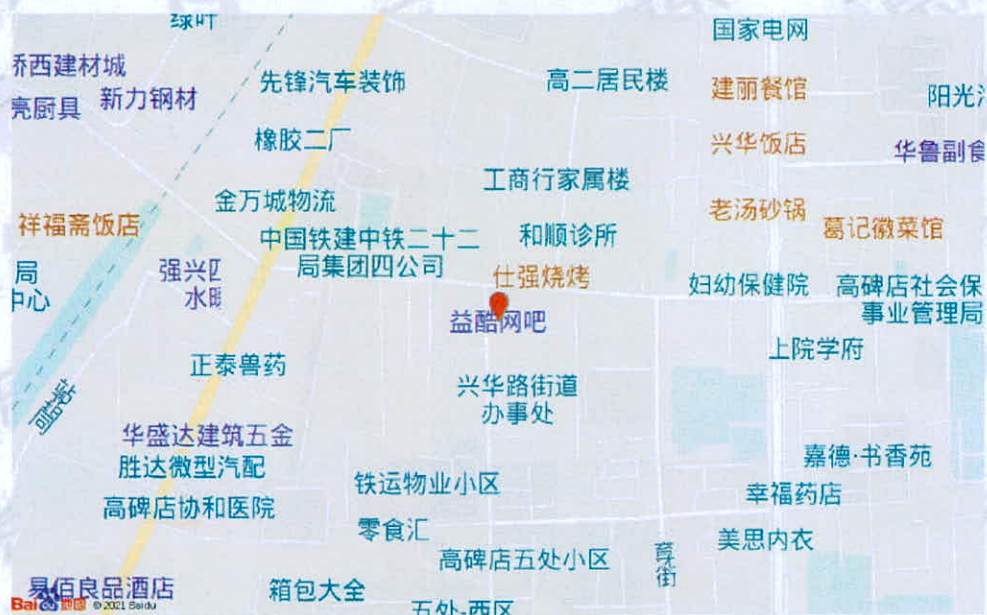 绿叶
国家电网
桥西建材城
先锋汽车装饰
高二居民楼
建丽餐馆
亮厨具
新力钢材
阳光
橡胶二厂
兴华饭店
华鲁副食
工商行家属楼
金万城物流
老汤砂锅
祥福斋饭店
葛记徽菜馆
中国铁建中铁二十二
局集团四公司
和顺诊所
局
中心
强兴四
水暖
仕强烧烤
妇幼保健院
高碑店社会保
事业管理局
益酷网吧
上院学府
正泰兽药
兴华路街道
办事处
华盛达建筑五金
胜达微型汽配
嘉德·书香苑
铁运物业小区
幸福药店
高碑店协和医院
零食汇
美思内衣
高碑店五处小区
易佰良品酒店
箱包大全
五处-西区
Bai 地图 © 2021 Baidu